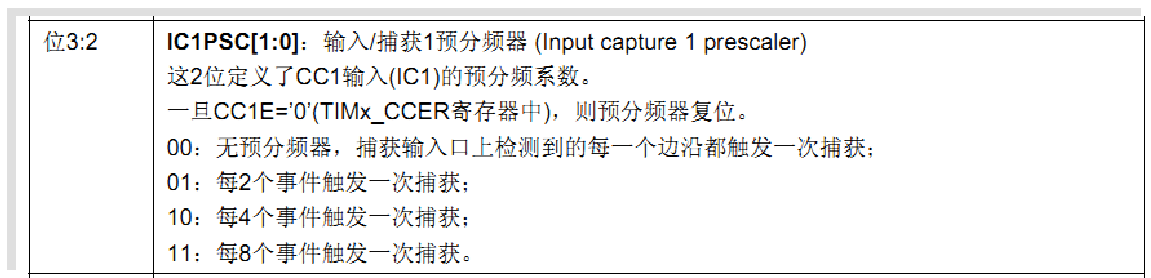 位3:2
IC1PSC[1:0]：输入/捕获1预分频器 (Input capture 1 prescaler)
这2位定义了CC1输入(IC1)的预分频系数。
一旦CC1E='0'(TIMx_CCER寄存器中)，则预分频器复位。
00：无预分频器，捕获输入口上检测到的每一个边沿都触发一次捕获；
01：每2个事件触发一次捕获；
10：每4个事件触发一次捕获；
11：每8个事件触发一次捕获。